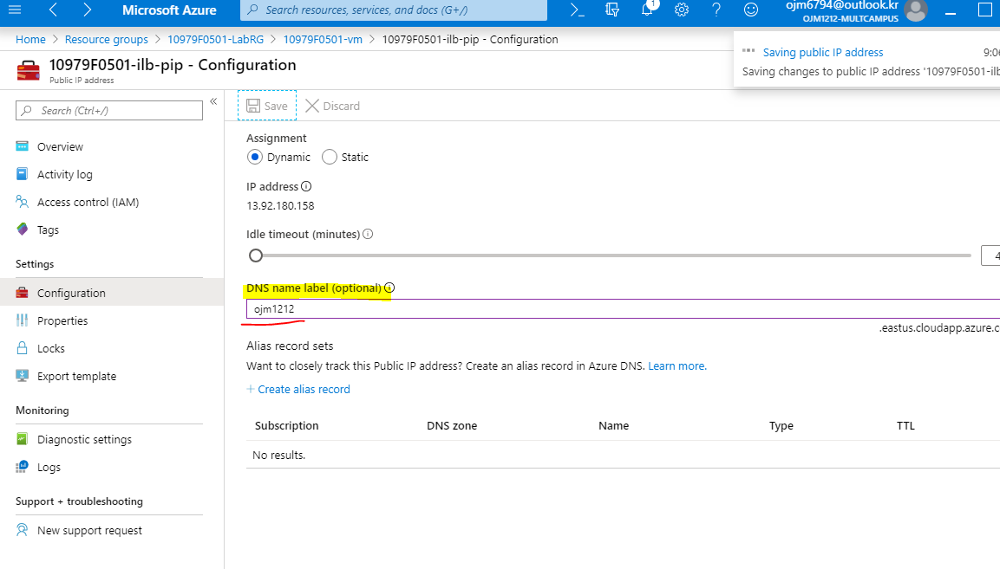 Microsoft Azure
Search resources, services, and docs (G+/)
1
ojm6794@outlook.kr
OJM1212-MULTCAMPUS
Home > Resource groups > 10979F0501-LabRG > 10979F0501-vm > 10979F0501-ilb-pip - Configuration
Saving public IP address 9:06
Saving changes to public IP address '10979F0501-ilb
10979F0501-ilb-pip - Configuration
Public IP address
Search (Ctrl+/)
Overview
Activity log
Access control (IAM)
Tags
Settings
Configuration
Properties
Locks
Export template
Monitoring
Diagnostic settings
Logs
Support + troubleshooting
New support request
Save Discard
Assignment
Dynamic Static
IP address
13.92.180.158
Idle timeout (minutes)
4
DNS name label (optional)
ojm1212
.eastus.cloudapp.azure.c
Alias record sets
Want to closely track this Public IP address? Create an alias record in Azure DNS. Learn more.
+ Create alias record
Subscription DNS zone Name Type TTL
No results.